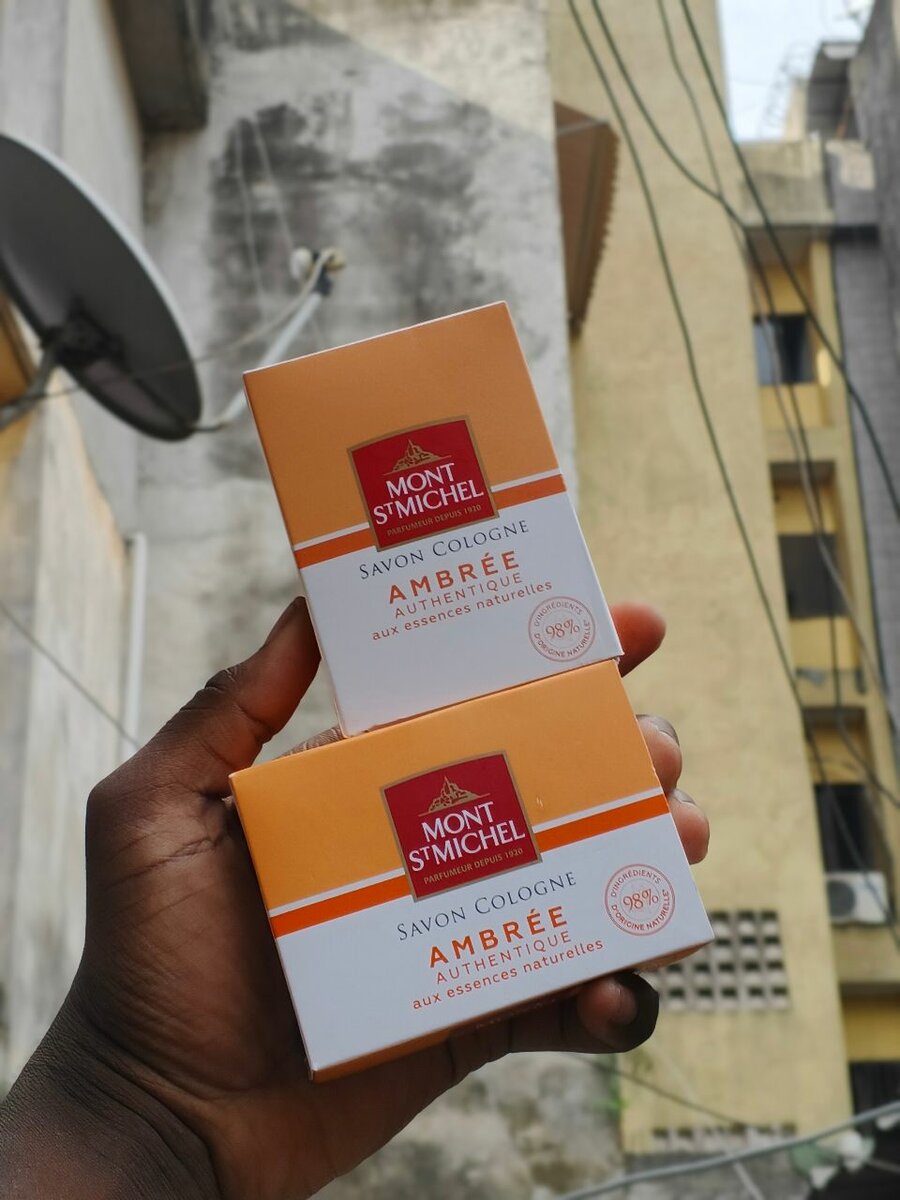 MONT
ST MICHEL
PARFUMEUR DEPUIS 1920
SAVON COLOGNE
AMBRÉE
AUTHENTIQUE
aux essences naturelles
D'INGRÉDIENTS
98%
D'ORIGINE NATURELLE
MONT
ST MICHEL
PARFUMEUR DEPUIS 1920
SAVON COLOGNE
AMBRÉE
AUTHENTIQUE
aux essences naturelles
D'INGRÉDIENTS
98%
D'ORIGINE NATURELLE